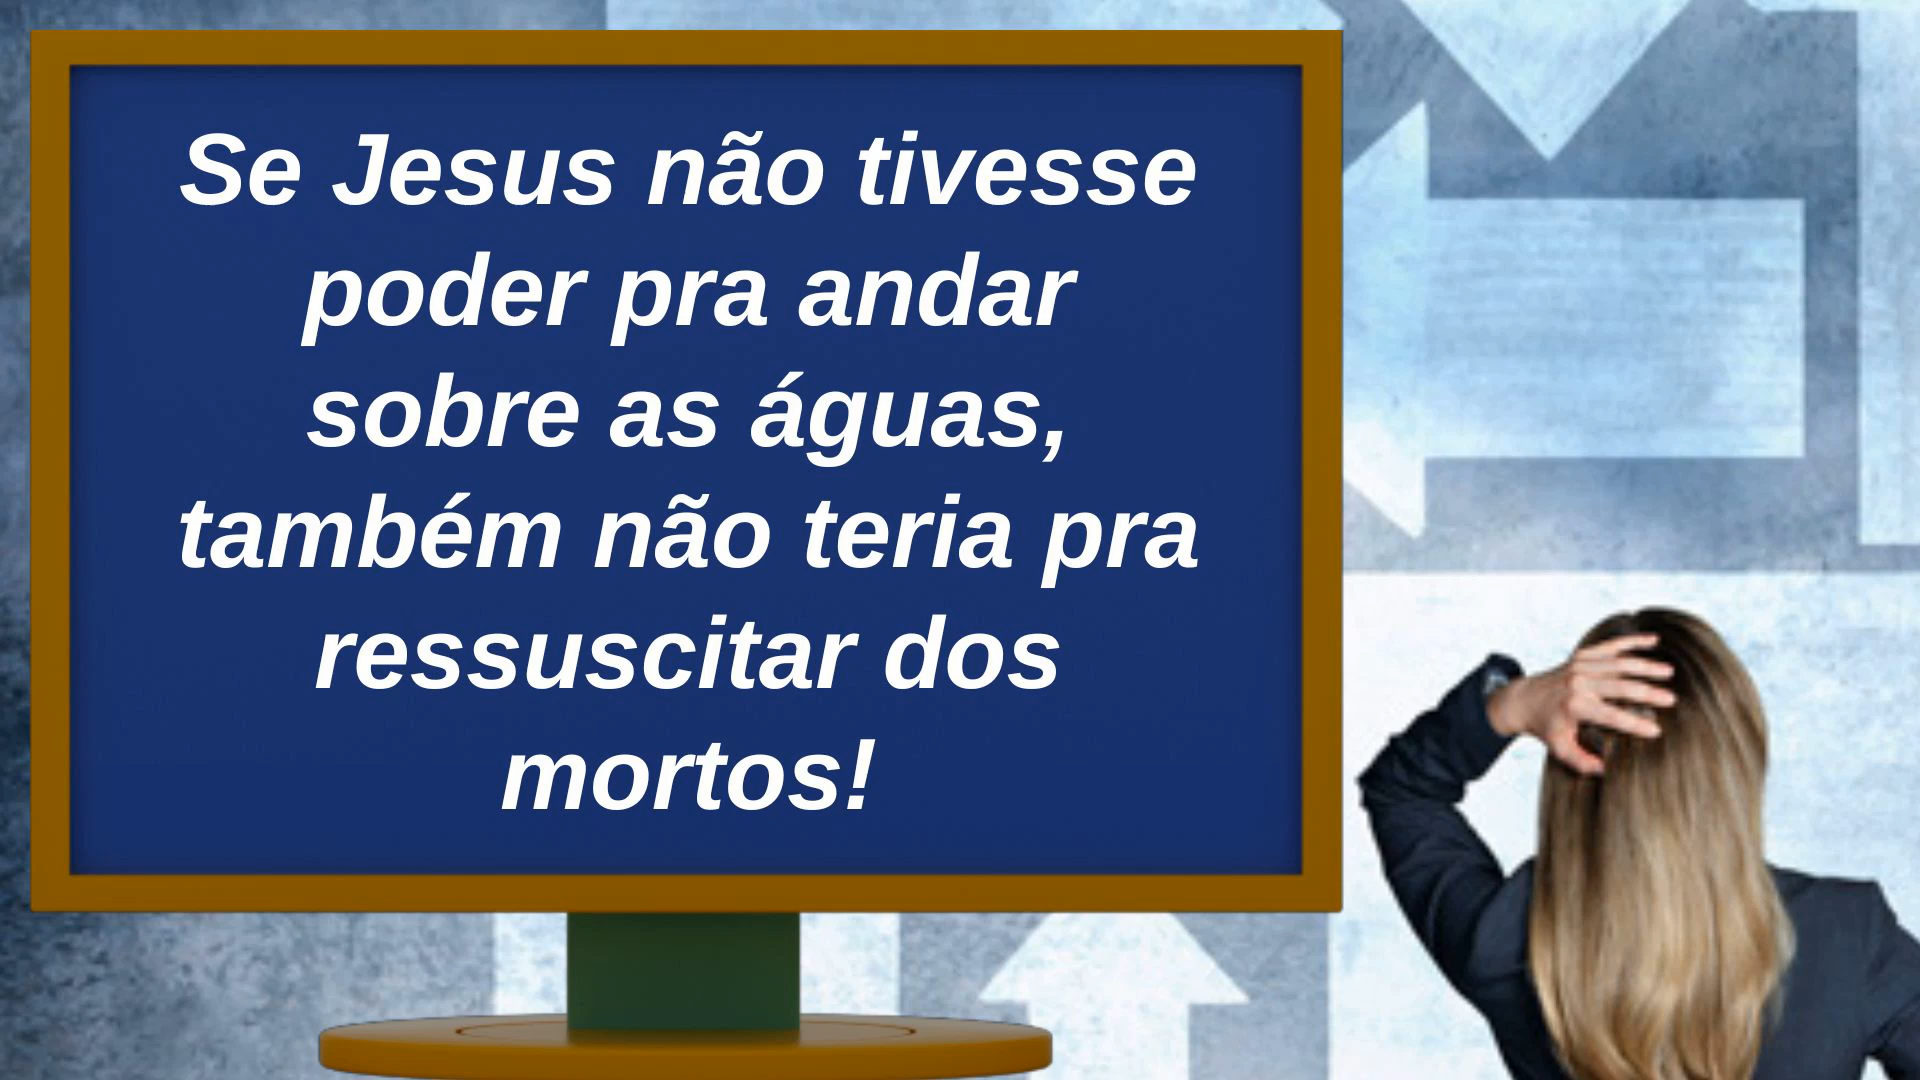 Se Jesus não tivesse
poder pra andar
sobre as águas,
também não teria pra
ressuscitar dos
mortos!